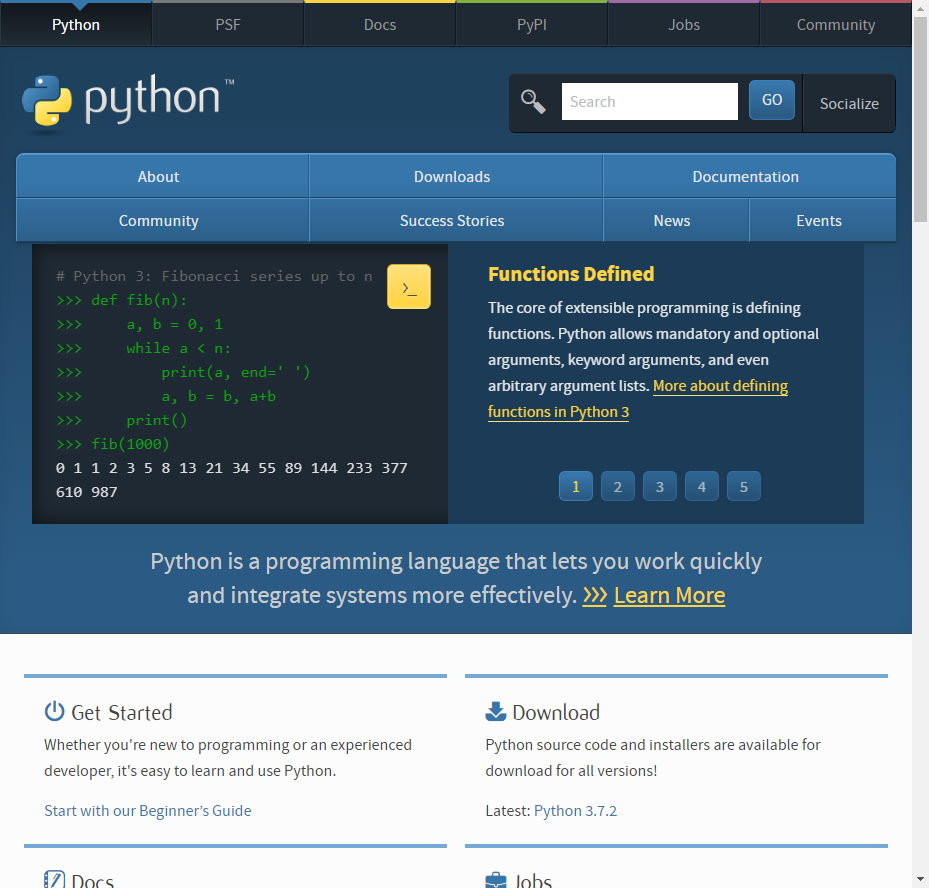 Python PSF Docs PyPI Jobs Community
python™
Search GO Socialize
About Downloads Documentation
Community Success Stories News Events
# Python 3: Fibonacci series up to n
>>> def fib(n):
>>>     a, b = 0, 1
>>>     while a < n:
>>>         print(a, end=' ')
>>>         a, b = b, a+b
>>>     print()
>>> fib(1000)
0 1 1 2 3 5 8 13 21 34 55 89 144 233 377
610 987
>_
Functions Defined
The core of extensible programming is defining
functions. Python allows mandatory and optional
arguments, keyword arguments, and even
arbitrary argument lists. More about defining
functions in Python 3
1 2 3 4 5
Python is a programming language that lets you work quickly
and integrate systems more effectively. >>> Learn More
Get Started
Whether you're new to programming or an experienced
developer, it's easy to learn and use Python.
Start with our Beginner’s Guide
Download
Python source code and installers are available for
download for all versions!
Latest: Python 3.7.2
Docs
Jobs